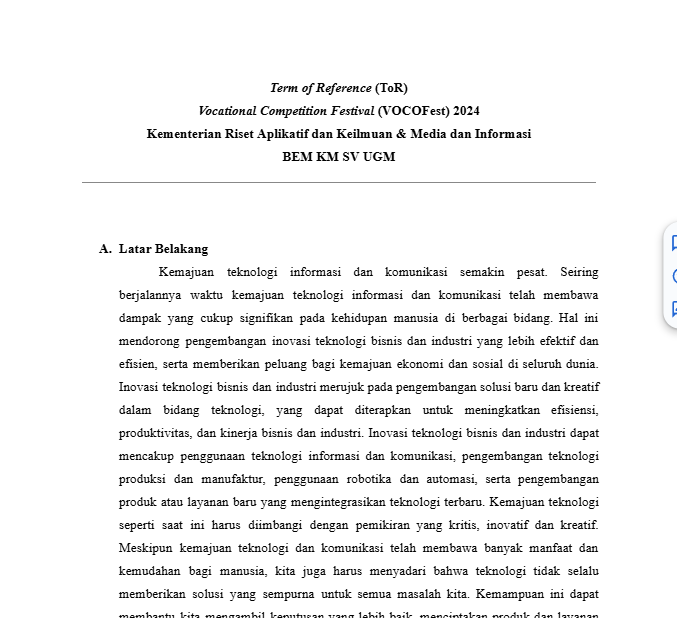 Term of Reference (ToR)
Vocational Competition Festival (VOCOFest) 2024
Kementerian Riset Aplikatif dan Keilmuan & Media dan Informasi
BEM KM SV UGM
A. Latar Belakang
Kemajuan teknologi informasi dan komunikasi semakin pesat. Seiring
berjalannya waktu kemajuan teknologi informasi dan komunikasi telah membawa
dampak yang cukup signifikan pada kehidupan manusia di berbagai bidang. Hal ini
mendorong pengembangan inovasi teknologi bisnis dan industri yang lebih efektif dan
efisien, serta memberikan peluang bagi kemajuan ekonomi dan sosial di seluruh dunia.
Inovasi teknologi bisnis dan industri merujuk pada pengembangan solusi baru dan kreatif
dalam bidang teknologi, yang dapat diterapkan untuk meningkatkan efisiensi,
produktivitas, dan kinerja bisnis dan industri. Inovasi teknologi bisnis dan industri dapat
mencakup penggunaan teknologi informasi dan komunikasi, pengembangan teknologi
produksi dan manufaktur, penggunaan robotika dan automasi, serta pengembangan
produk atau layanan baru yang mengintegrasikan teknologi terbaru. Kemajuan teknologi
seperti saat ini harus diimbangi dengan pemikiran yang kritis, inovatif dan kreatif.
Meskipun kemajuan teknologi dan komunikasi telah membawa banyak manfaat dan
kemudahan bagi manusia, kita juga harus menyadari bahwa teknologi tidak selalu
memberikan solusi yang sempurna untuk semua masalah kita. Kemampuan ini dapat
membantu kita mengambil keputusan yang lebih baik, menciptakan produk dan layanan